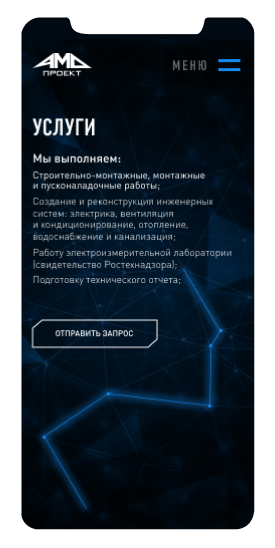 АМД
ПРОЕКТ
МЕНЮ
УСЛУГИ
Мы выполняем:
Строительно-монтажные, монтажные
и пусконаладочные работы;
Создание и реконструкция инженерных
систем: электрика, вентиляция
и кондиционирование, отопление,
водоснабжение и канализация;
Работу электроизмерительной лаборатории
(свидетельство Ростехнадзора);
Подготовку технического отчета;
ОТПРАВИТЬ ЗАПРОС